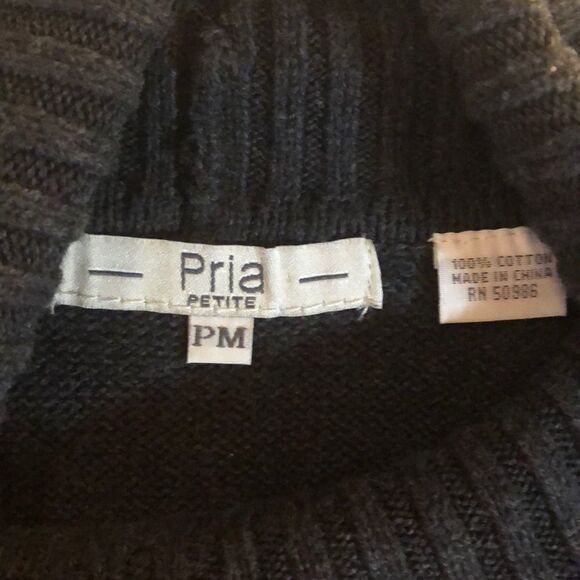 — Pria —
PETITE
PM
100% COTTON
MADE IN CHINA
RN 50986